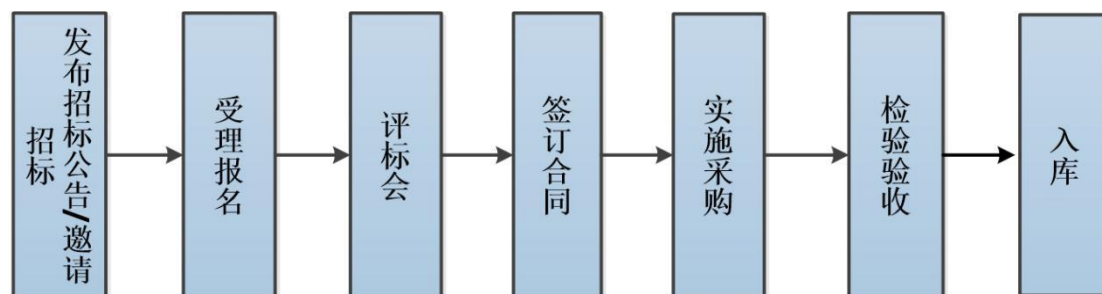 发布招标公告/邀请
招标
受理报名
评标会
签订合同
实施采购
检验验收
入库